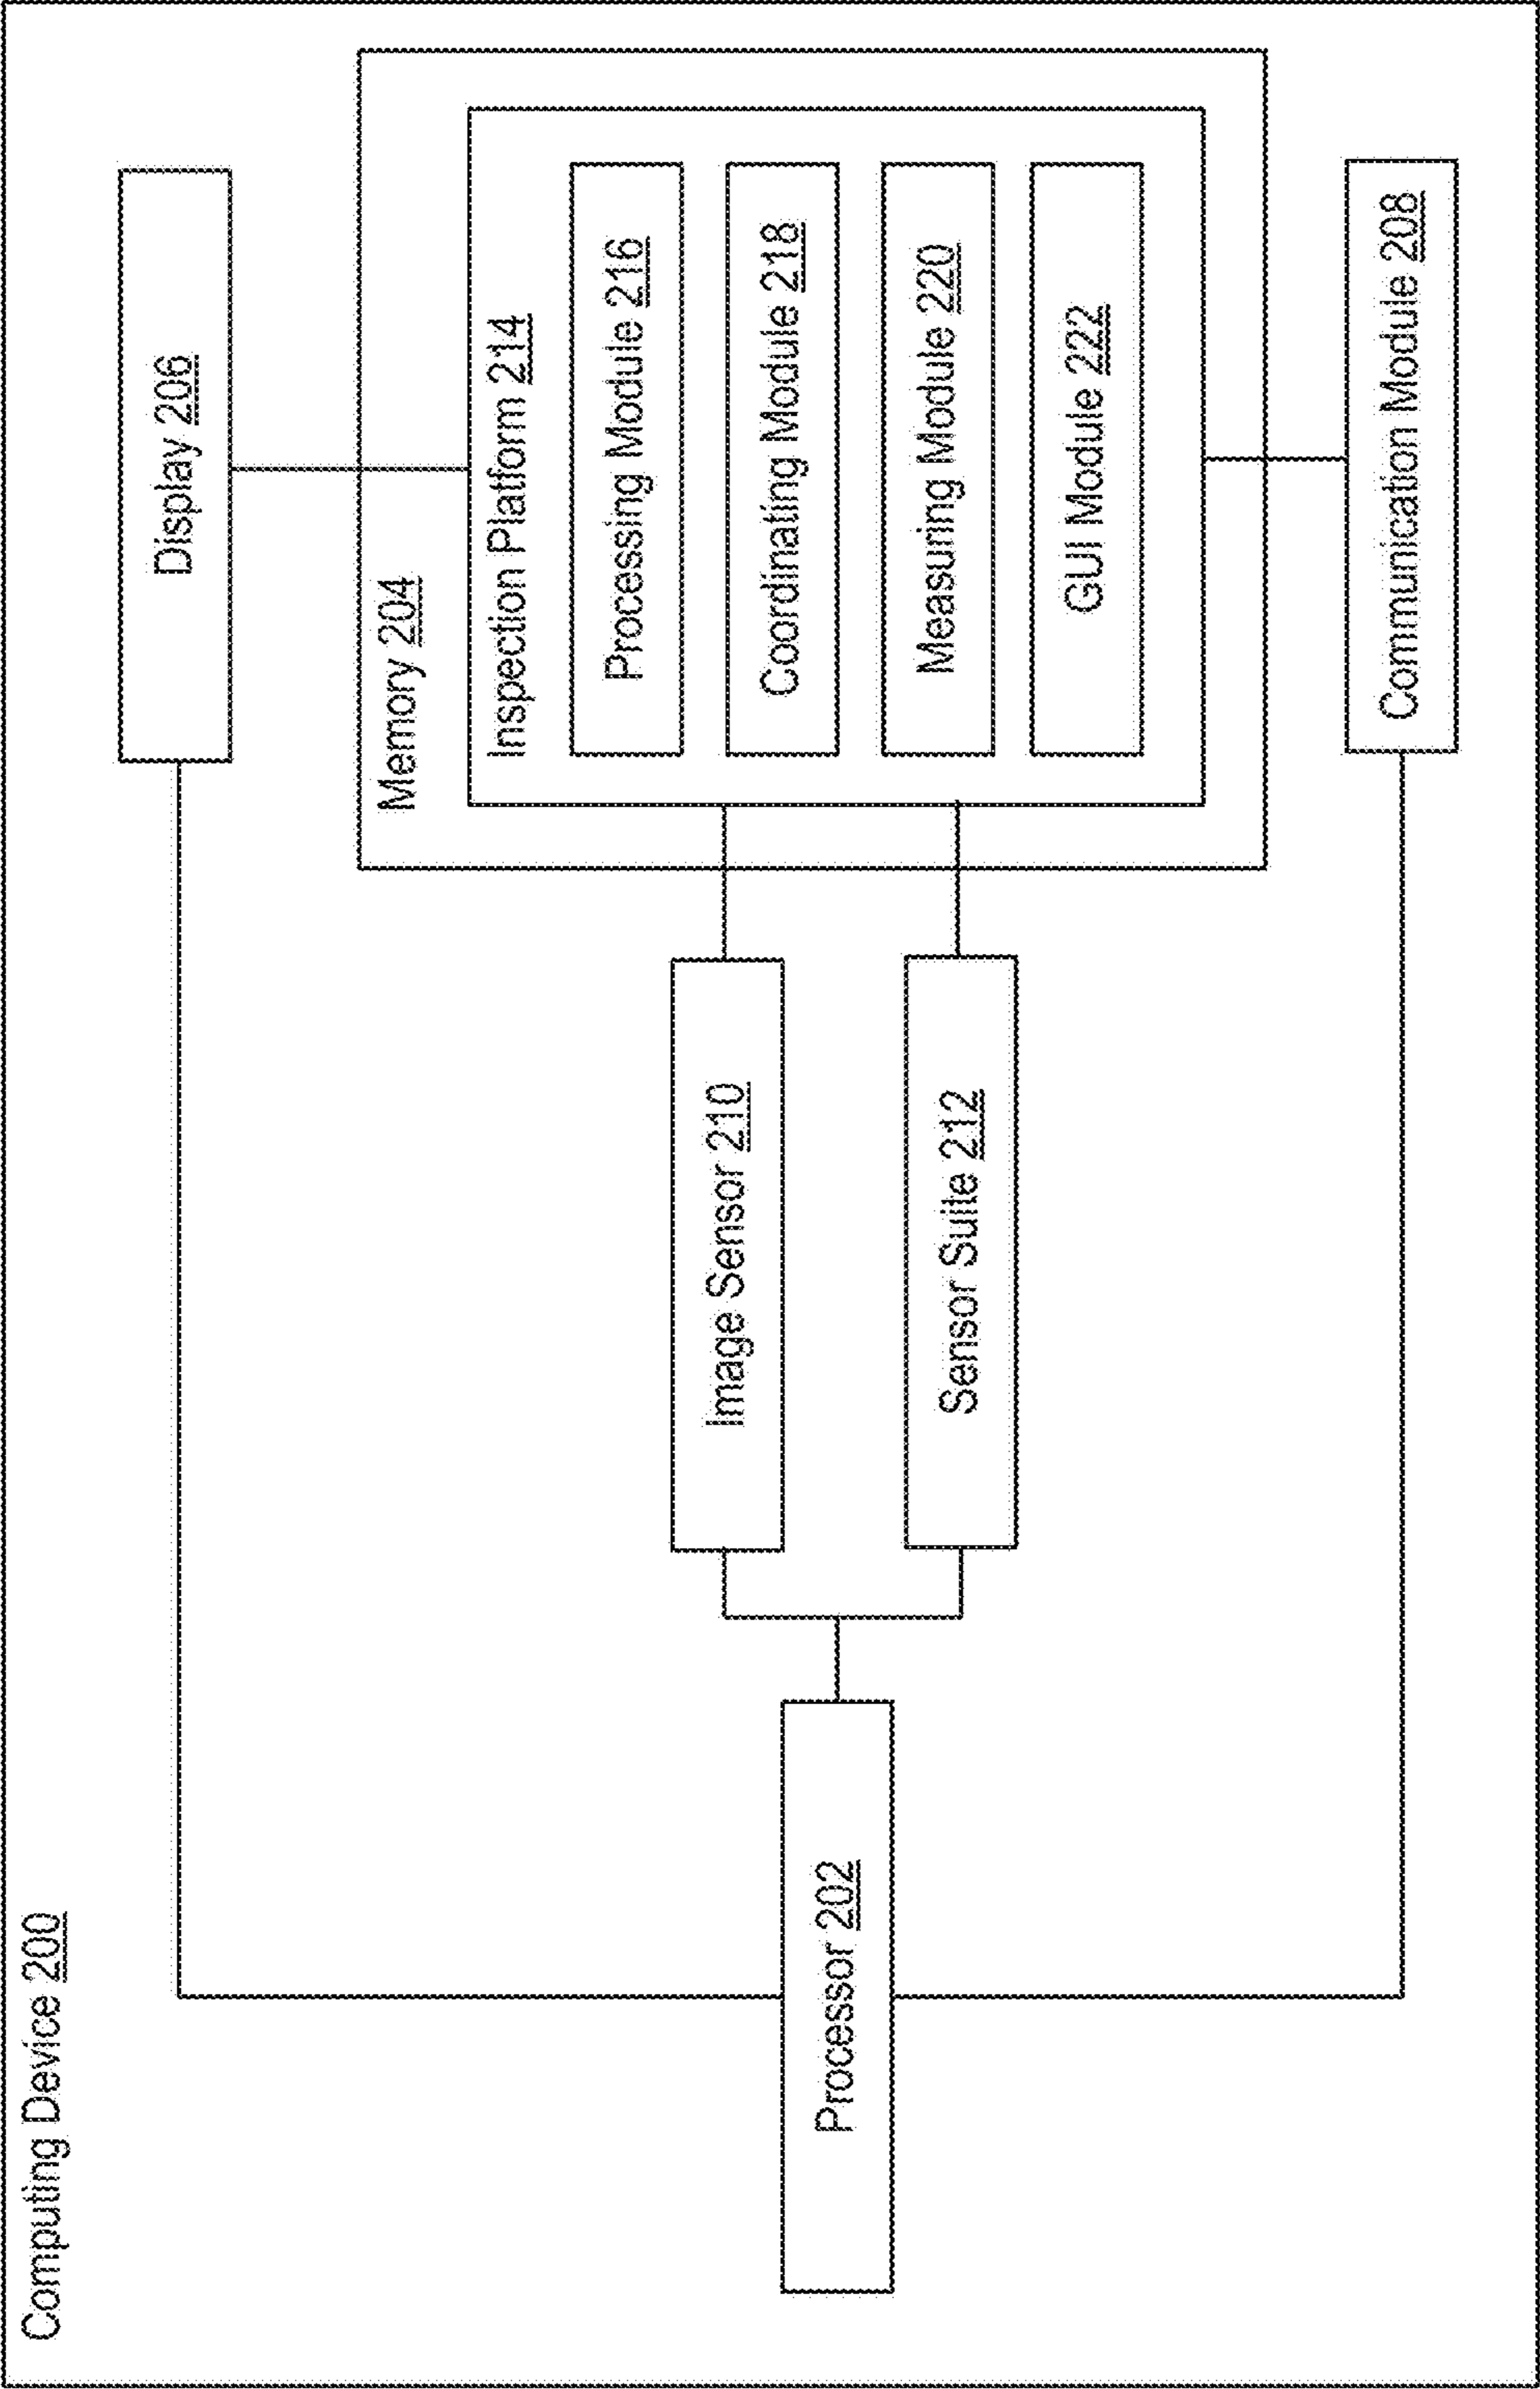 Computing Device 200
Display 206
Memory 204
Inspection Platform 214
Processing Module 216
Coordinating Module 218
Measuring Module 220
GUI Module 222
Image Sensor 210
Sensor Suite 212
Processor 202
Communication Module 208